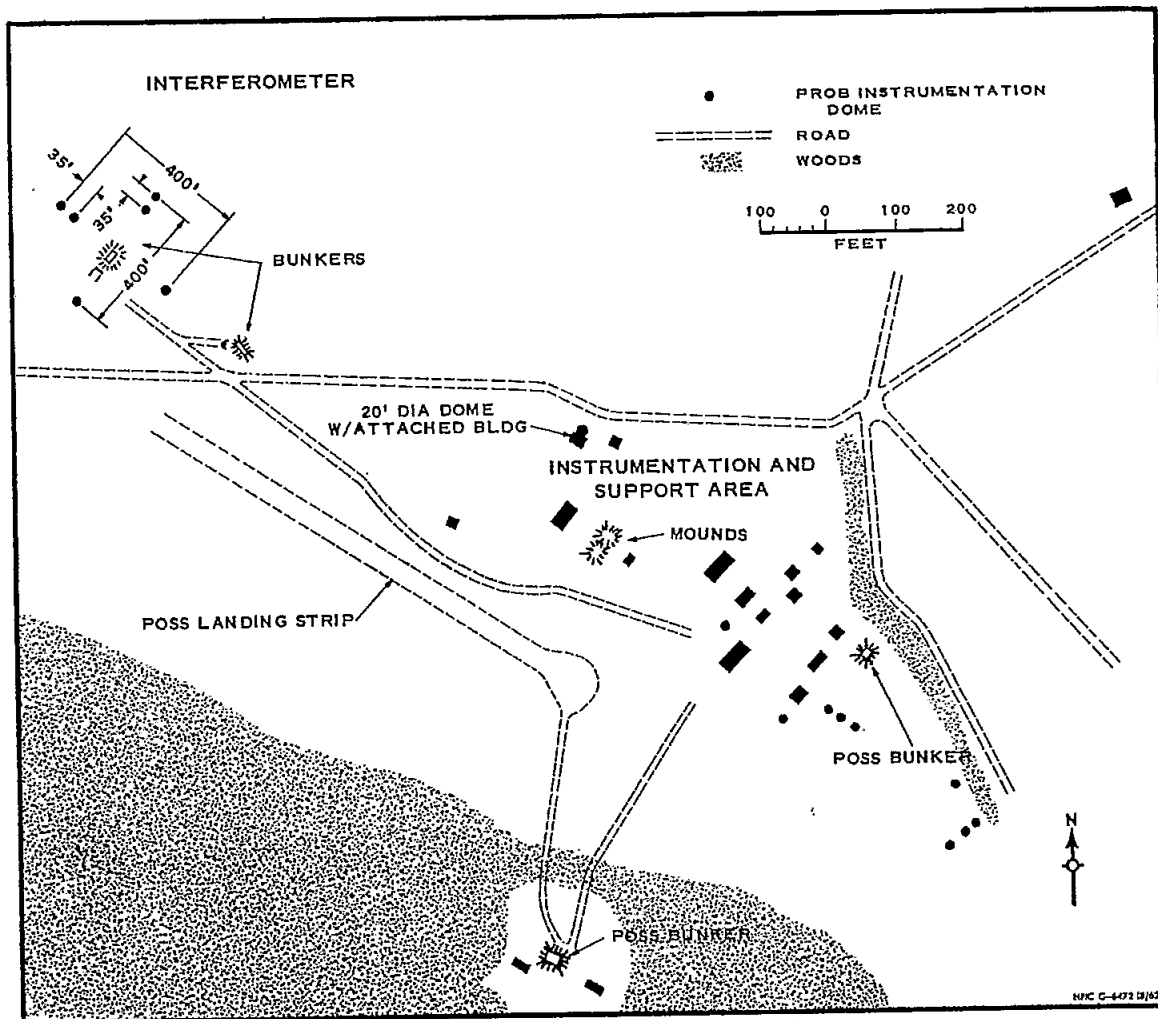 INTERFEROMETER
PROB INSTRUMENTATION
DOME
ROAD
WOODS
100 0 100 200
FEET
35'
400'
35'
400'
BUNKERS
20' DIA DOME
W/ATTACHED BLDG
INSTRUMENTATION AND
SUPPORT AREA
MOUNDS
POSS LANDING STRIP
POSS BUNKER
N
POSS BUNKER